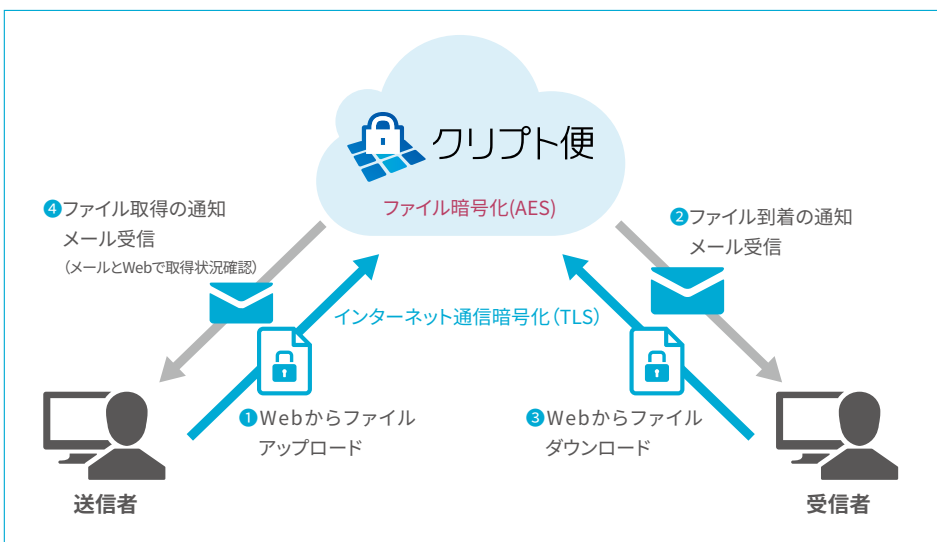 クリプト便
ファイル暗号化(AES)
❹ファイル取得の通知
メール受信
（メールとWebで取得状況確認）
❷ファイル到着の通知
メール受信
インターネット通信暗号化（TLS）
❶Webからファイル
アップロード
❸Webからファイル
ダウンロード
送信者
受信者